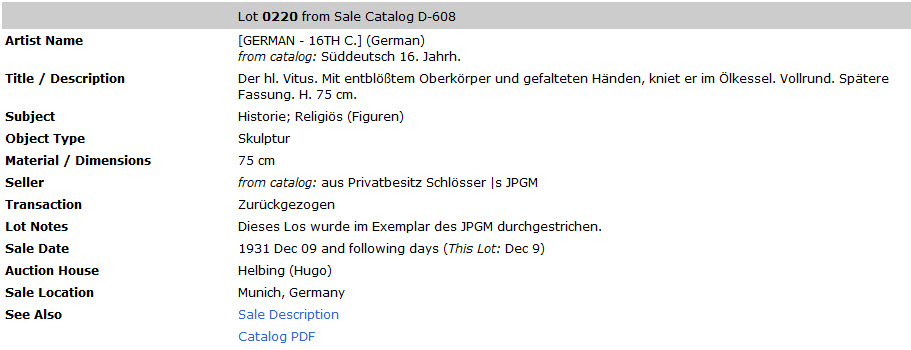 Lot 0220 from Sale Catalog D-608
Artist Name [GERMAN - 16TH C.] (German)
from catalog: Süddeutsch 16. Jahrh.
Title / Description Der hl. Vitus. Mit entblößtem Oberkörper und gefalteten Händen, kniet er im Ölkessel. Vollrund. Spätere
Fassung. H. 75 cm.
Subject Historie; Religiös (Figuren)
Object Type Skulptur
Material / Dimensions 75 cm
Seller from catalog: aus Privatbesitz Schlösser |s JPGM
Transaction Zurückgezogen
Lot Notes Dieses Los wurde im Exemplar des JPGM durchgestrichen.
Sale Date 1931 Dec 09 and following days (This Lot: Dec 9)
Auction House Helbing (Hugo)
Sale Location Munich, Germany
See Also Sale Description
Catalog PDF